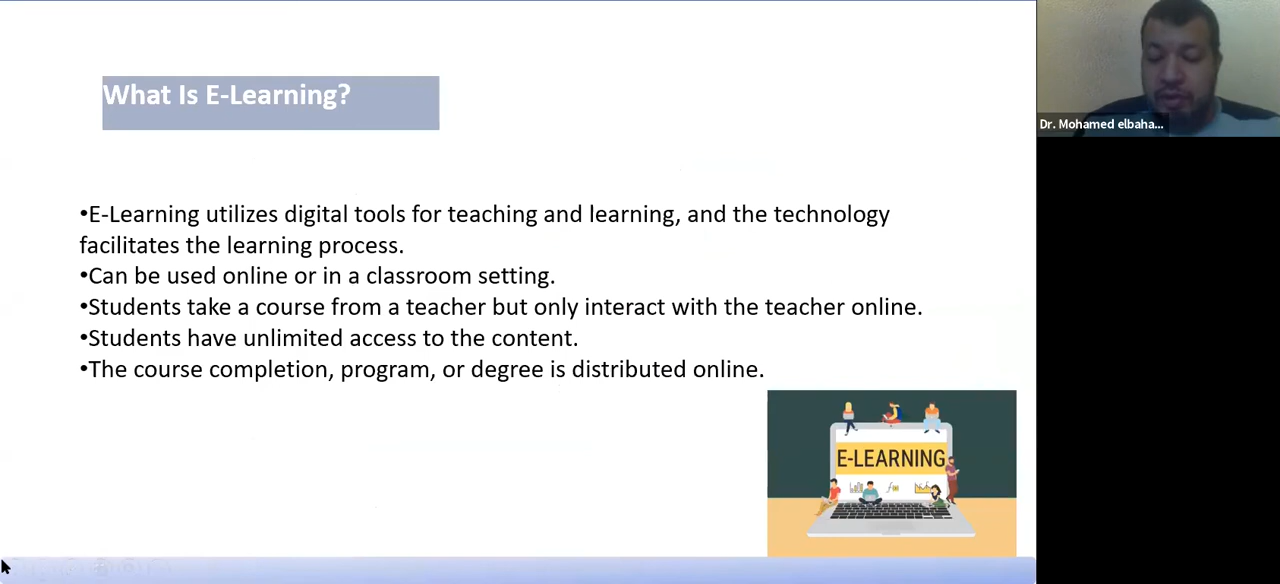 What Is E-Learning?
•E-Learning utilizes digital tools for teaching and learning, and the technology
facilitates the learning process.
•Can be used online or in a classroom setting.
•Students take a course from a teacher but only interact with the teacher online.
•Students have unlimited access to the content.
•The course completion, program, or degree is distributed online.
E-LEARNING
Dr. Mohamed elbaha...